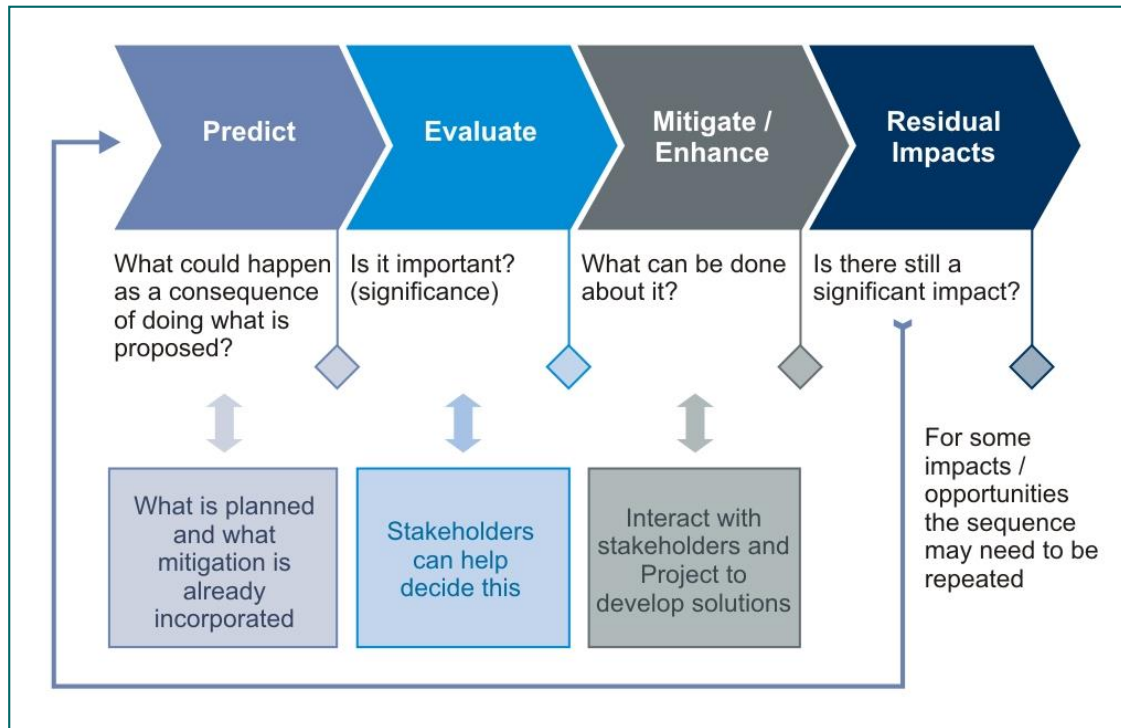 Predict
Evaluate
Mitigate /
Enhance
Residual
Impacts
What could happen
as a consequence
of doing what is
proposed?
Is it important?
(significance)
What can be done
about it?
Is there still a
significant impact?
What is planned
and what
mitigation is
already
incorporated
Stakeholders
can help
decide this
Interact with
stakeholders and
Project to
develop solutions
For some
impacts /
opportunities
the sequence
may need to be
repeated